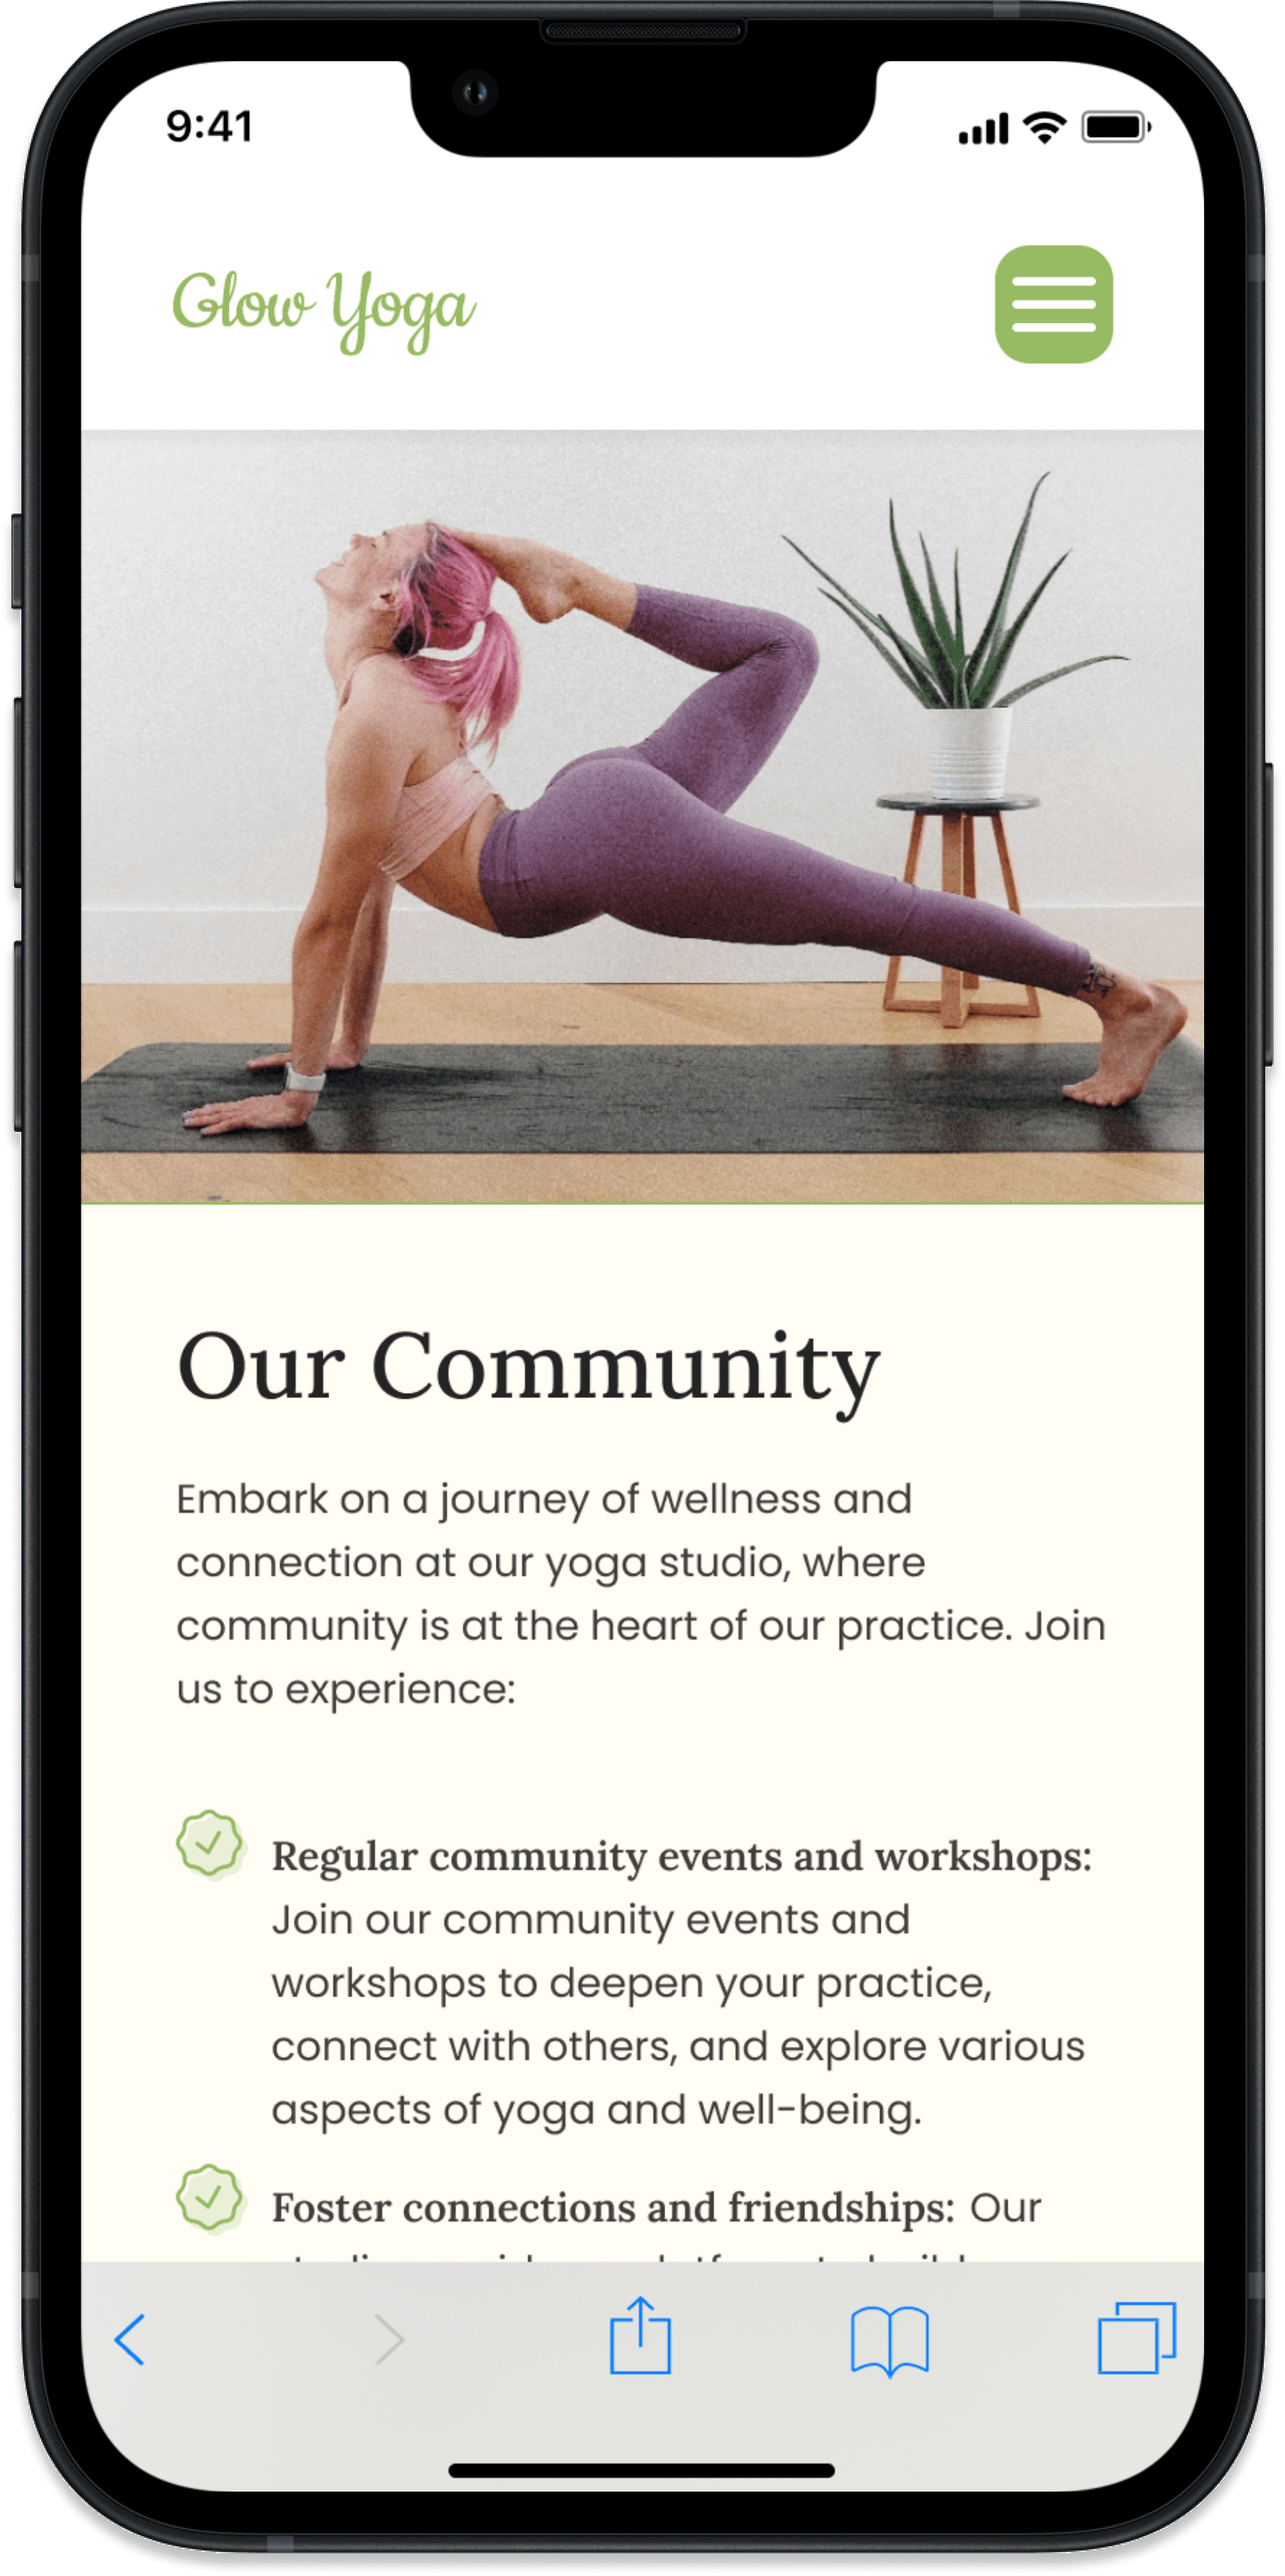 9:41
Glow Yoga
Our Community
Embark on a journey of wellness and
connection at our yoga studio, where
community is at the heart of our practice. Join
us to experience:
Regular community events and workshops:
Join our community events and
workshops to deepen your practice,
connect with others, and explore various
aspects of yoga and well-being.
Foster connections and friendships: Our